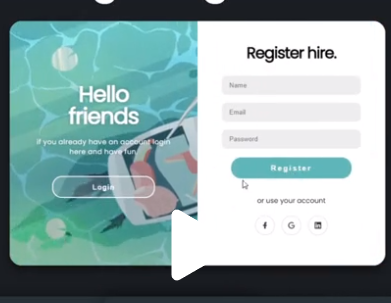 Hello
friends
if you already have an account login
here and have fun.
Login
Register hire.
Name
Email
Password
Register
or use your account
f
G
in